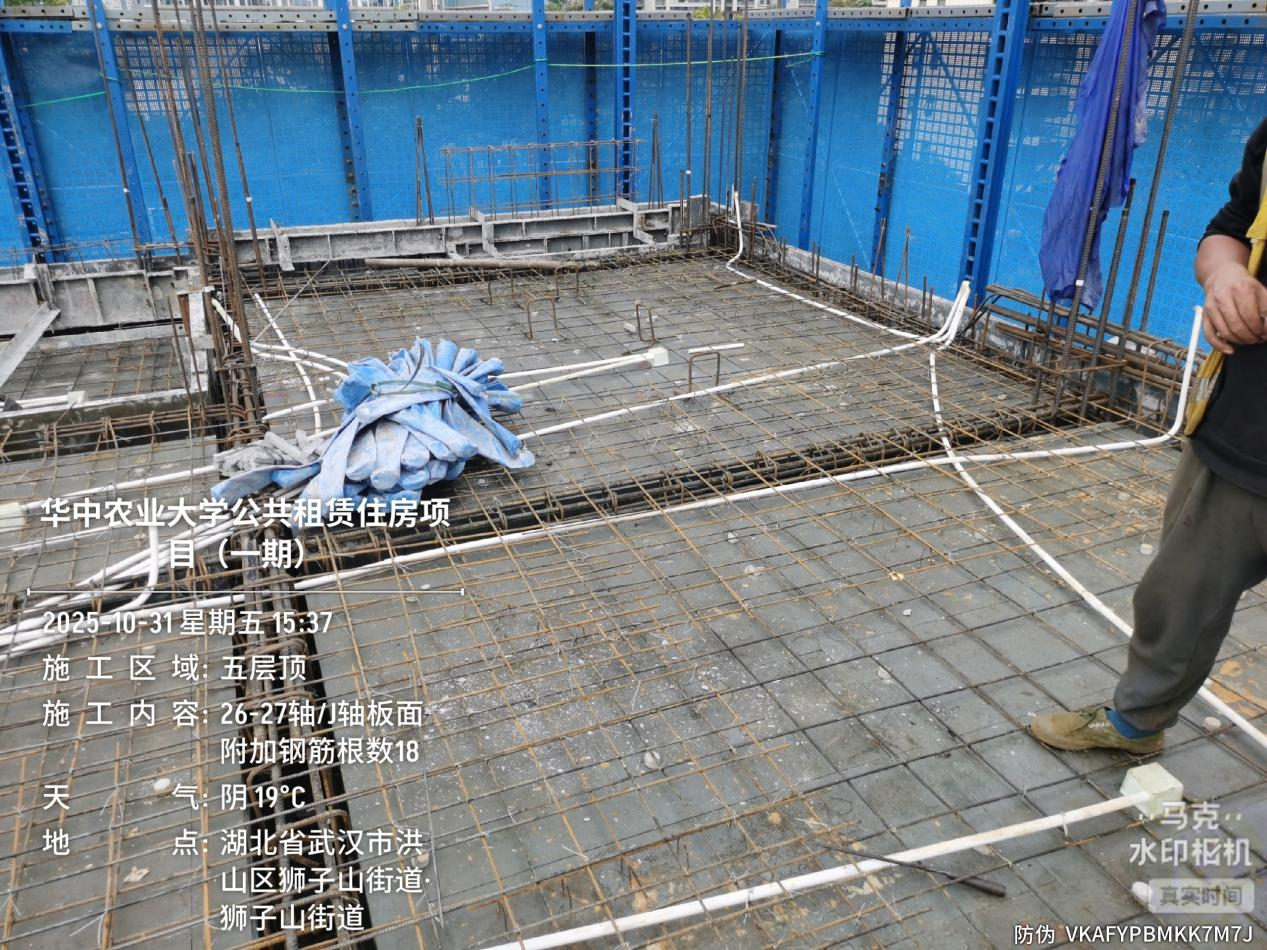 华中农业大学公共租赁住房项
目（一期）
2025-10-31 星期五 15:37
施工区域：五层顶
施工内容：26-27轴/J轴板面
附加钢筋根数18
天气：阴 19℃
地点：湖北省武汉市洪
山区狮子山街道·
狮子山街道
马克
水印相机
真实时间
防伪 VKAFYPBMKK7M7J